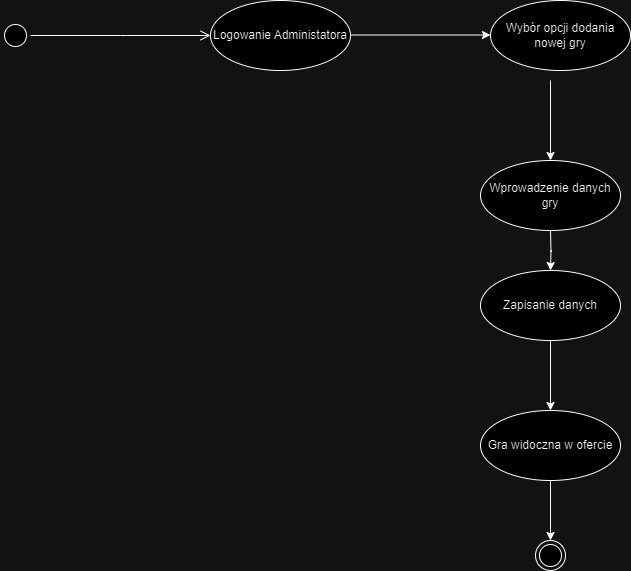 Logowanie Administatora
Wybór opcji dodania
nowej gry
Wprowadzenie danych
gry
Zapisanie danych
Gra widoczna w ofercie